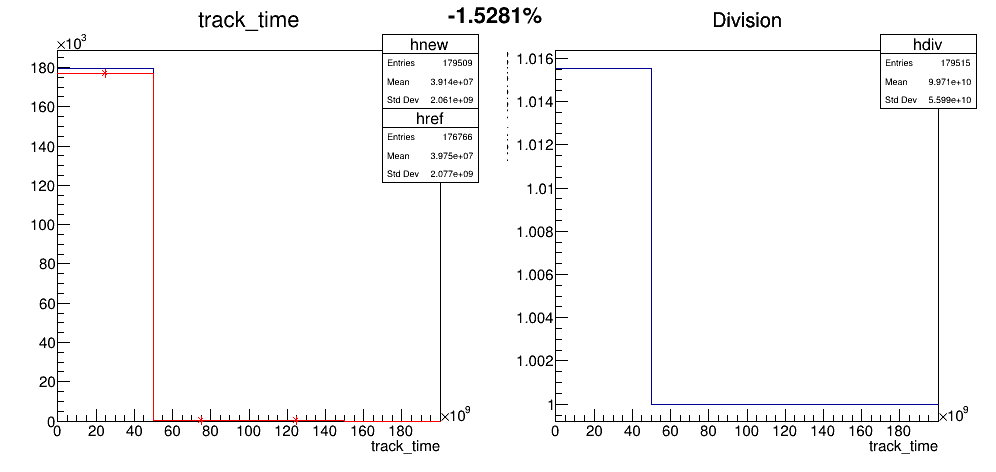 track_time
-1.5281%
Division
×10³
hnew
Entries 179509
Mean 3.914e+07
Std Dev 2.061e+09
href
Entries 176766
Mean 3.975e+07
Std Dev 2.077e+09
180
160
140
120
100
80
60
40
20
0
0 20 40 60 80 100 120 140 160 180
×10⁹
track_time
hdiv
Entries 179515
Mean 9.971e+10
Std Dev 5.599e+10
1.016
1.014
1.012
1.01
1.008
1.006
1.004
1.002
1
0 20 40 60 80 100 120 140 160 180
×10⁹
track_time